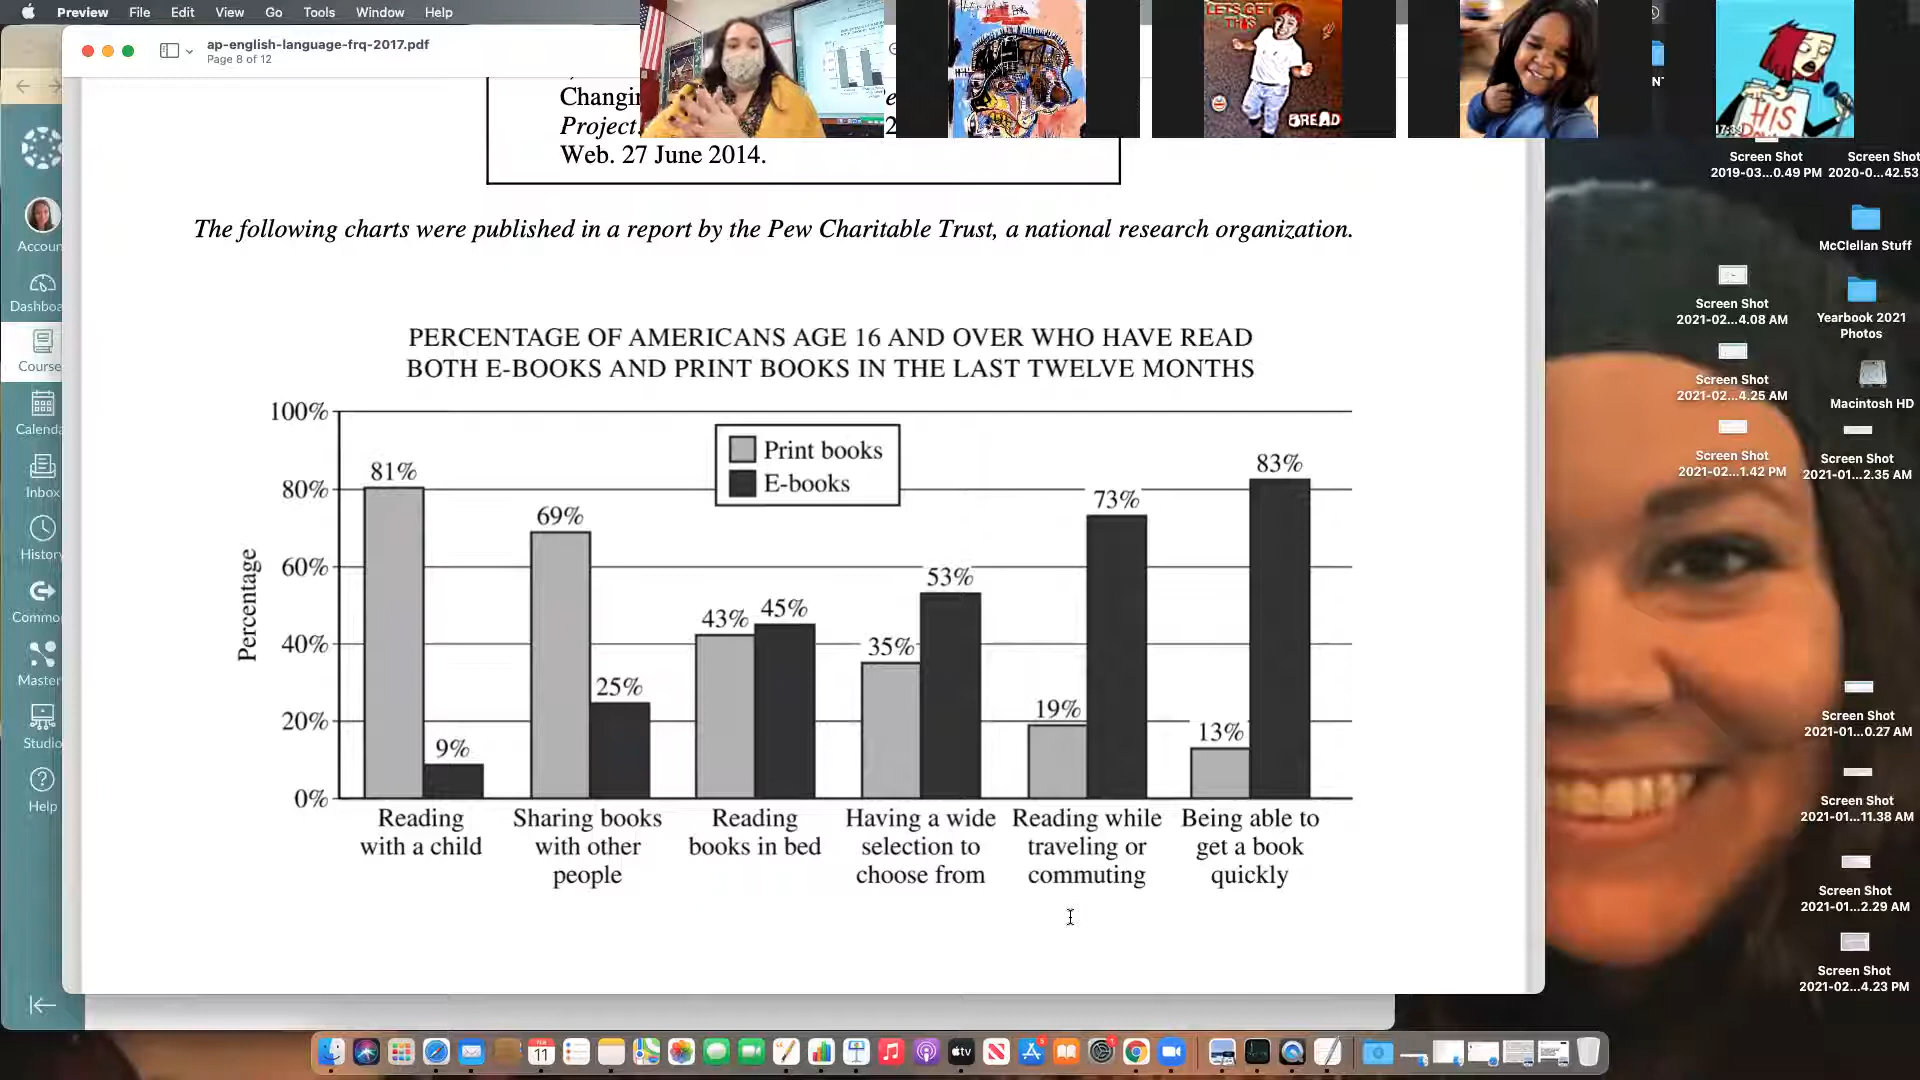 Preview File Edit View Go Tools Window Help
ap-english-language-frq-2017.pdf
Page 8 of 12
LETS GET
THIS
BREAD
HIS
17:39
Project.
Web. 27 June 2014.
The following charts were published in a report by the Pew Charitable Trust, a national research organization.
PERCENTAGE OF AMERICANS AGE 16 AND OVER WHO HAVE READ
BOTH E-BOOKS AND PRINT BOOKS IN THE LAST TWELVE MONTHS
Print books
E-books
Percentage
100%
80%
60%
40%
20%
0%
81%
9%
69%
25%
43%
45%
35%
53%
19%
73%
13%
83%
Reading
with a child
Sharing books
with other
people
Reading
books in bed
Having a wide
selection to
choose from
Reading while
traveling or
commuting
Being able to
get a book
quickly
Accoun
Dashboa
Course
Calenda
Inbox
History
Commo
Master
Studio
Help
Screen Shot
2019-03...0.49 PM
Screen Shot
2020-0...42.53
McClellan Stuff
Screen Shot
2021-02...4.08 AM
Yearbook 2021
Photos
Screen Shot
2021-02...4.25 AM
Macintosh HD
Screen Shot
2021-02...1.42 PM
Screen Shot
2021-01...2.35 AM
Screen Shot
2021-01...0.27 AM
Screen Shot
2021-01...11.38 AM
Screen Shot
2021-01...2.29 AM
Screen Shot
2021-02...4.23 PM
FEB
11
tv